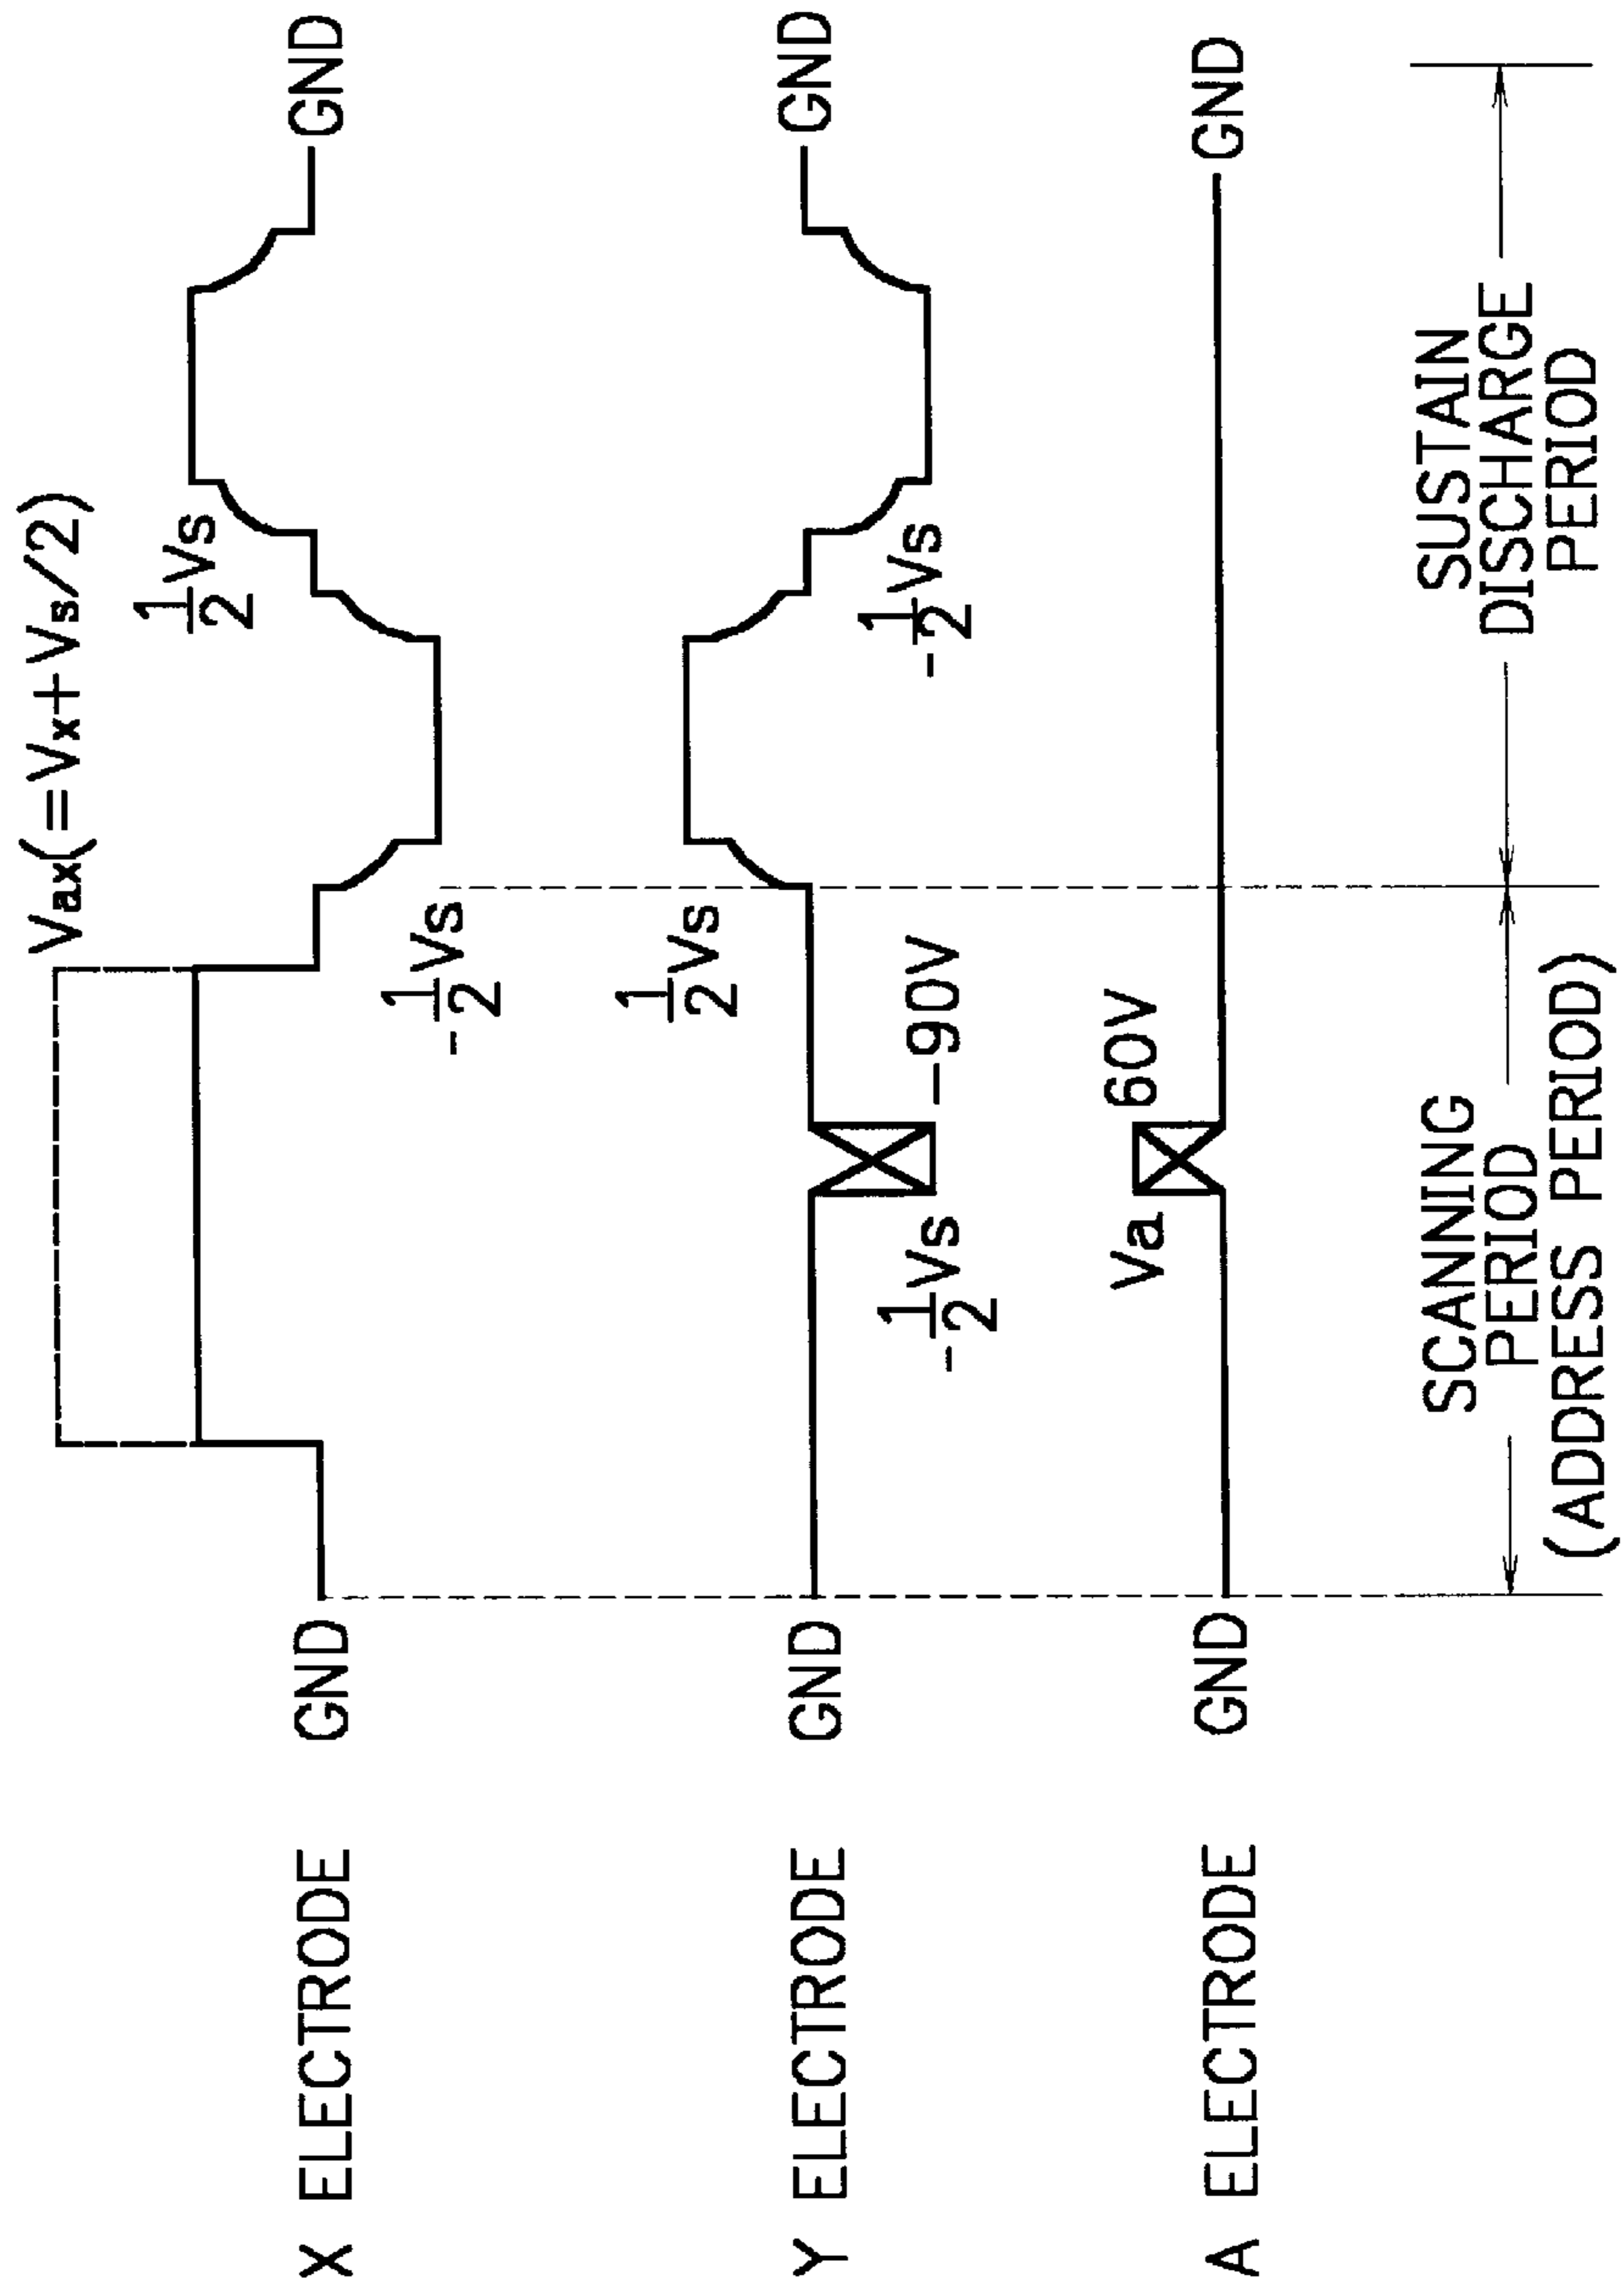 Vax(=Vx+Vs/2)
X ELECTRODE GND
-1/2Vs
1/2Vs
GND
Y ELECTRODE GND
-1/2Vs
-90V
1/2Vs
-1/2Vs
GND
A ELECTRODE GND
Va
60V
GND
SCANNING
PERIOD
(ADDRESS PERIOD)
SUSTAIN
DISCHARGE
PERIOD